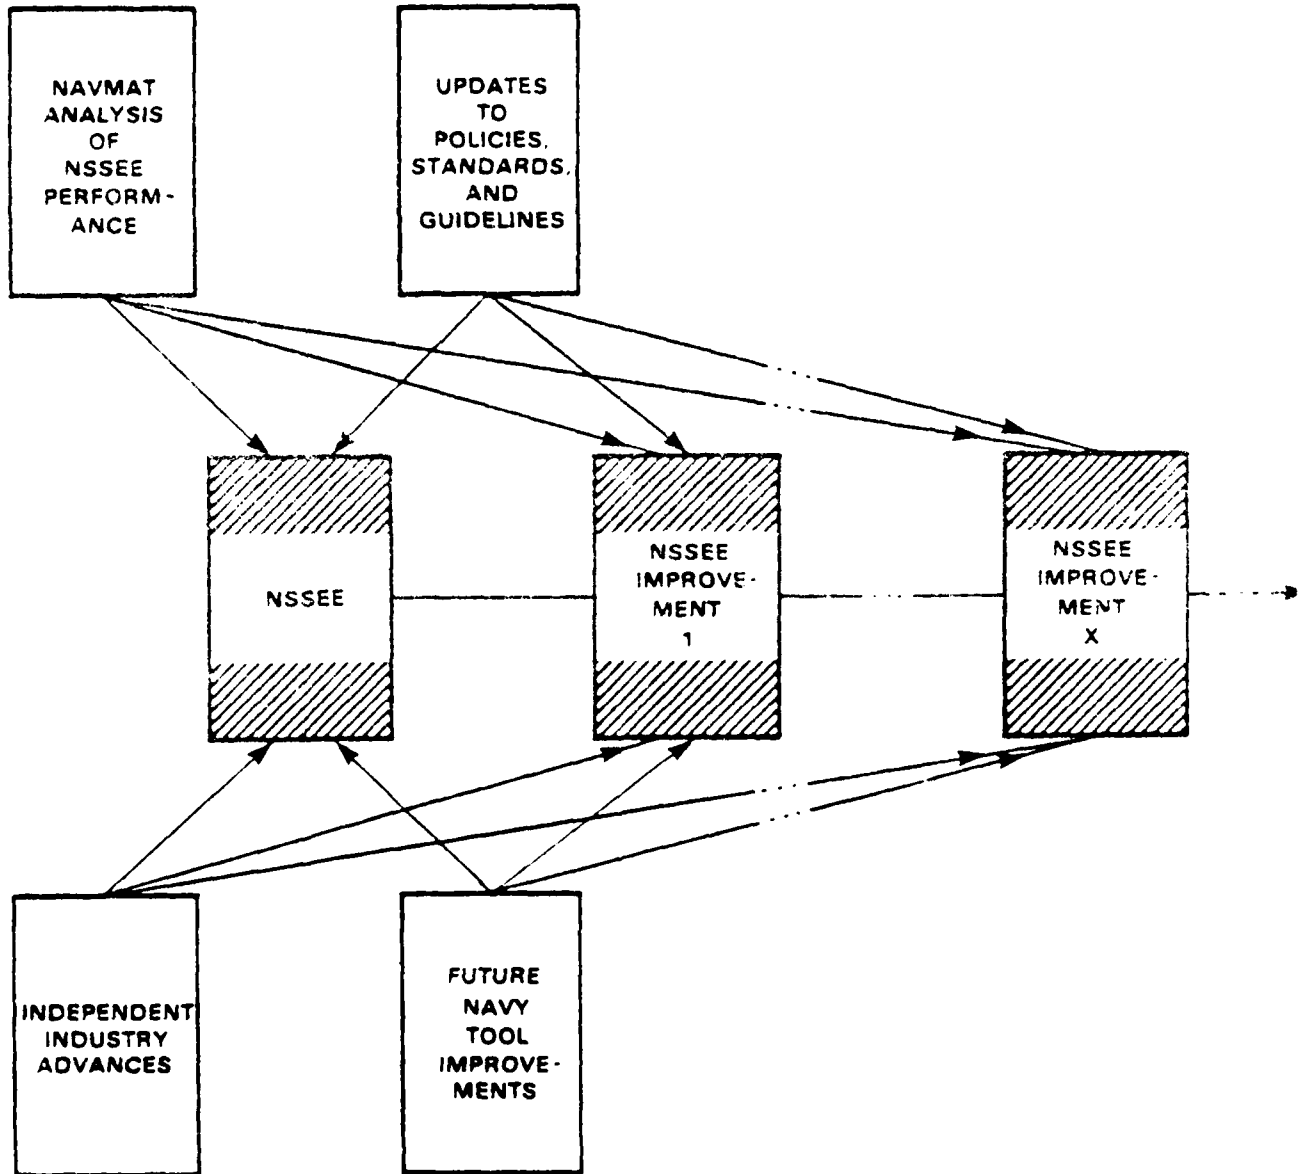 NAVMAT
ANALYSIS
OF
NSSEE
PERFORM-
ANCE
UPDATES
TO
POLICIES,
STANDARDS,
AND
GUIDELINES
NSSEE
NSSEE
IMPROVE-
MENT
1
NSSEE
IMPROVE-
MENT
X
INDEPENDENT
INDUSTRY
ADVANCES
FUTURE
NAVY
TOOL
IMPROVE-
MENTS